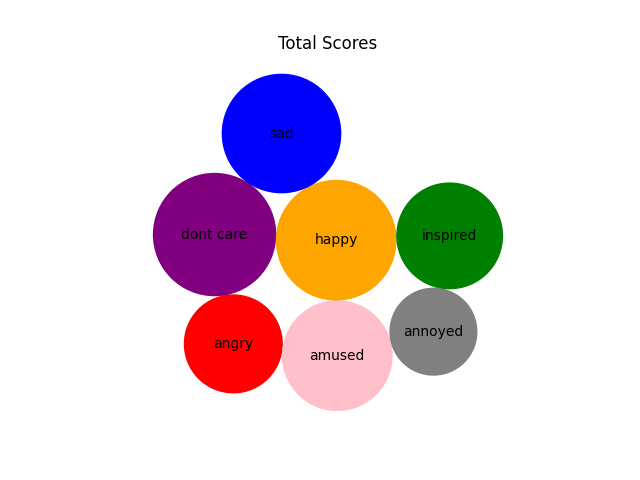 Total Scores
sad
dont care
happy
inspired
angry
amused
annoyed